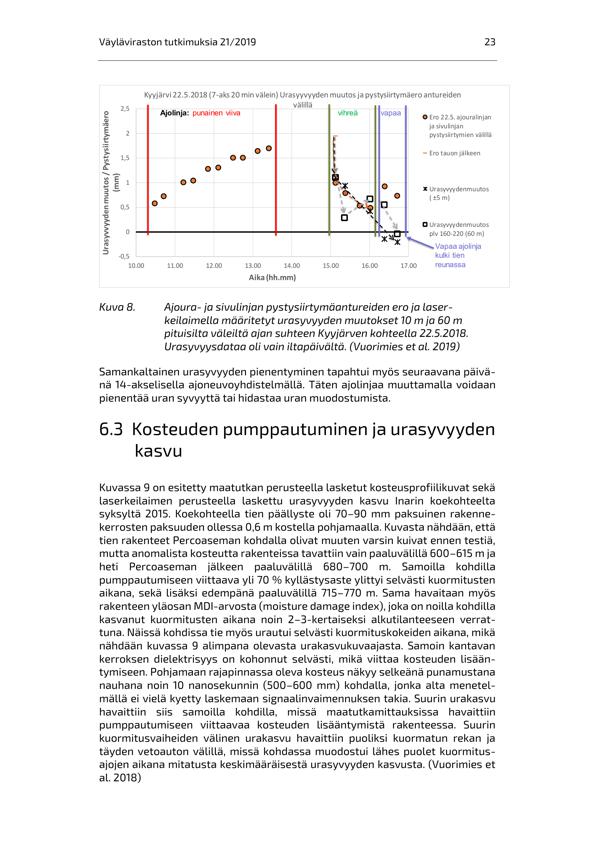 Väyläviraston tutkimuksia 21/2019 23
Kyyjärvi 22.5.2018 (7-aks 20 min välein) Urasyvyyden muutos ja pystysiirtymäero antureiden
välillä
Urasyvyyden muutos / Pystysiirtymäero
(mm)
2,5
2
1,5
1
0,5
0
-0,5
Ajolinja: punainen viiva
vihreä
vapaa
10.00 11.00 12.00 13.00 14.00 15.00 16.00 17.00
Aika (hh.mm)
Ero 22.5. ajouralinjan
ja sivulinjan
pystysiirtymien välillä
Ero tauon jälkeen
Urasyvyydenmuutos
(±5 m)
Urasyvyydenmuutos
plv 160-220 (60 m)
Vapaa ajolinja
kulki tien
reunassa
Kuva 8. Ajoura- ja sivulinjan pystysiirtymäantureiden ero ja laser-
keilaimella määritetyt urasyvyyden muutokset 10 m ja 60 m
pituisilta väleiltä ajan suhteen Kyyjärven kohteella 22.5.2018.
Urasyvyysdataa oli vain iltapäivältä. (Vuorimies et al. 2019)
Samankaltainen urasyvyyden pienentyminen tapahtui myös seuraavana päivä-
nä 14-akselisella ajoneuvoyhdistelmällä. Täten ajolinjaa muuttamalla voidaan
pienentää uran syvyyttä tai hidastaa uran muodostumista.
6.3 Kosteuden pumppautuminen ja urasyvyyden
kasvu
Kuvassa 9 on esitetty maatutkan perusteella lasketut kosteusprofiilikuvat sekä
laserkeilaimen perusteella laskettu urasyvyyden kasvu Inarin koekohteelta
syksyltä 2015. Koekohteella tien päällyste oli 70–90 mm paksuinen rakenne-
kerrosten paksuuden ollessa 0,6 m kostella pohjamaalla. Kuvasta nähdään, että
tien rakenteet Percoaseman kohdalla olivat muuten varsin kuivat ennen testiä,
mutta anomalista kosteutta rakenteissa tavattiin vain paaluvälillä 600–615 m ja
heti Percoaseman jälkeen paaluvälillä 680–700 m. Samoilla kohdilla
pumppautumiseen viittaava yli 70 % kyllästysaste ylittyi selvästi kuormitusten
aikana, sekä lisäksi edempänä paaluvälillä 715–770 m. Sama havaitaan myös
rakenteen yläosan MDI-arvosta (moisture damage index), joka on noilla kohdilla
kasvanut kuormitusten aikana noin 2–3-kertaiseksi alkutilanteeseen verrat-
tuna. Näissä kohdissa tie myös urautui selvästi kuormituskokeiden aikana, mikä
nähdään kuvassa 9 alimpana olevasta urakasvukuvaajasta. Samoin kantavan
kerroksen dielektrisyys on kohonnut selvästi, mikä viittaa kosteuden lisään-
tymiseen. Pohjamaan rajapinnassa oleva kosteus näkyy selkeänä punamustana
nauhana noin 10 nanosekunnin (500–600 mm) kohdalla, jonka alta menetel-
mällä ei vielä kyetty laskemaan signaalinvaimennuksen takia. Suurin urakasvu
havaittiin siis samoilla kohdilla, missä maatutkamittauksissa havaittiin
pumppautumiseen viittaavaa kosteuden lisääntymistä rakenteessa. Suurin
kuormitusvaiheiden välinen urakasvu havaittiin puoliksi kuormatun rekan ja
täyden vetoauton välillä, missä kohdassa muodostui lähes puolet kuormitus-
ajojen aikana mitatusta keskimääräisestä urasyvyyden kasvusta. (Vuorimies et
al. 2018)